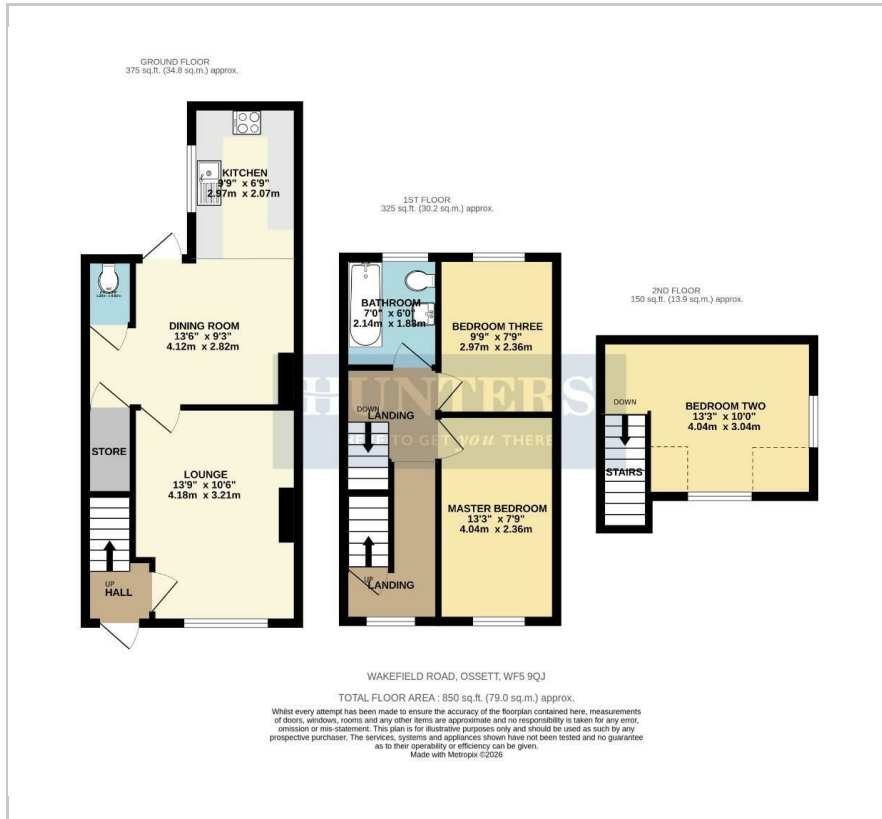 GROUND FLOOR
375 sq.ft. (34.8 sq.m.) approx.
KITCHEN
9'9" x 6'9"
2.97m x 2.07m
DINING ROOM
13'6" x 9'3"
4.12m x 2.82m
STORE
LOUNGE
13'9" x 10'6"
4.18m x 3.21m
UP
HALL
1ST FLOOR
325 sq.ft. (30.2 sq.m.) approx.
BATHROOM
7'0" x 6'0"
2.14m x 1.83m
BEDROOM THREE
9'9" x 7'9"
2.97m x 2.36m
DOWN
LANDING
MASTER BEDROOM
13'3" x 7'9"
4.04m x 2.36m
UP
LANDING
2ND FLOOR
150 sq.ft. (13.9 sq.m.) approx.
DOWN
BEDROOM TWO
13'3" x 10'0"
4.04m x 3.04m
STAIRS
HUNTERS
HERE TO GET you THERE
WAKEFIELD ROAD, OSSETT, WF5 9QJ
TOTAL FLOOR AREA : 850 sq.ft. (79.0 sq.m.) approx.
Whilst every attempt has been made to ensure the accuracy of the floorplan contained here, measurements
of doors, windows, rooms and any other items are approximate and no responsibility is taken for any error,
omission or mis-statement. This plan is for illustrative purposes only and should be used as such by any
prospective purchaser. The services, systems and appliances shown have not been tested and no guarantee
as to their operability or efficiency can be given.
Made with Metropix ©2026